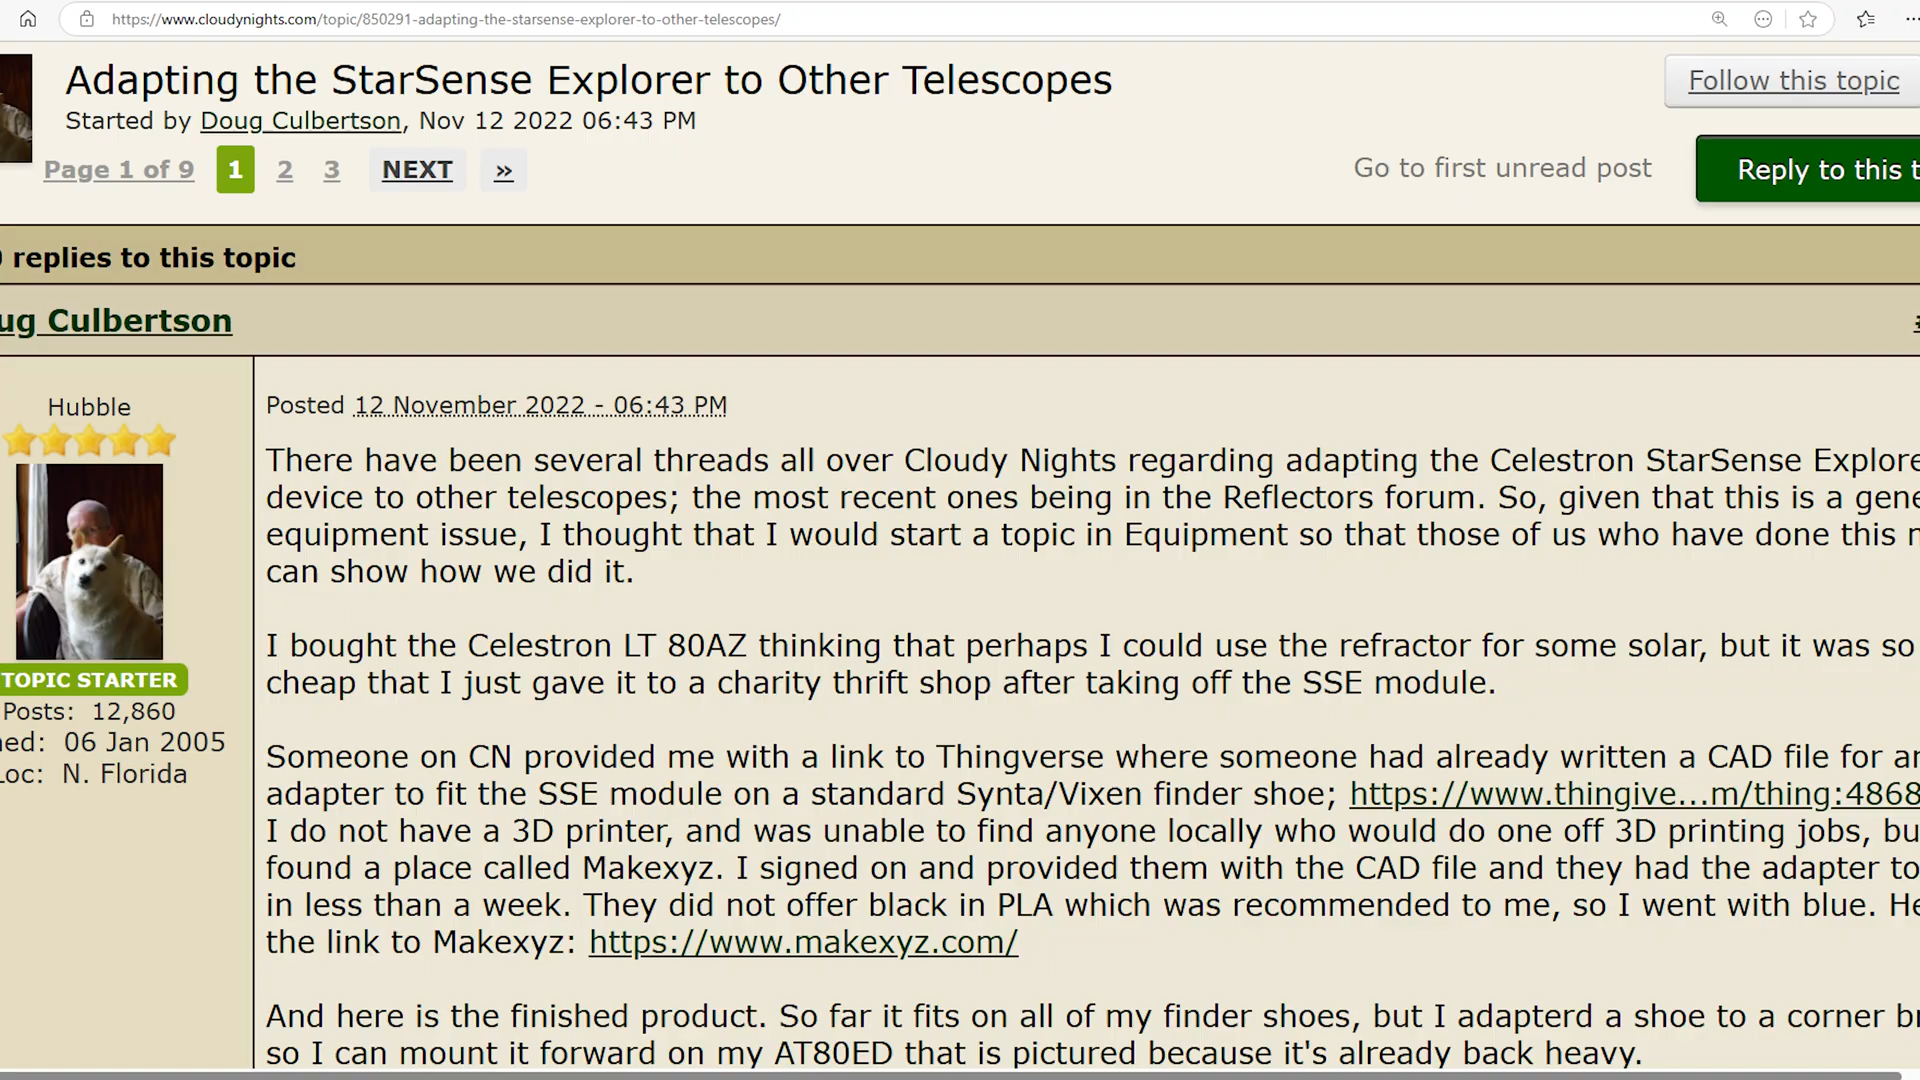 https://www.cloudynights.com/topic/850291-adapting-the-starsense-explorer-to-other-telescopes/
Adapting the StarSense Explorer to Other Telescopes
Follow this topic
Started by Doug Culbertson, Nov 12 2022 06:43 PM
Page 1 of 9 1 2 3 NEXT »
Go to first unread post
Reply to this t
replies to this topic
ug Culbertson
Hubble
Posted 12 November 2022 - 06:43 PM
There have been several threads all over Cloudy Nights regarding adapting the Celestron StarSense Explore
device to other telescopes; the most recent ones being in the Reflectors forum. So, given that this is a gene
equipment issue, I thought that I would start a topic in Equipment so that those of us who have done this
can show how we did it.
I bought the Celestron LT 80AZ thinking that perhaps I could use the refractor for some solar, but it was so
cheap that I just gave it to a charity thrift shop after taking off the SSE module.
TOPIC STARTER
Posts: 12,860
ned: 06 Jan 2005
Loc: N. Florida
Someone on CN provided me with a link to Thingverse where someone had already written a CAD file for an
adapter to fit the SSE module on a standard Synta/Vixen finder shoe; https://www.thingive...m/thing:4868
I do not have a 3D printer, and was unable to find anyone locally who would do one off 3D printing jobs, bu
found a place called Makexyz. I signed on and provided them with the CAD file and they had the adapter to
in less than a week. They did not offer black in PLA which was recommended to me, so I went with blue. He
the link to Makexyz: https://www.makexyz.com/
And here is the finished product. So far it fits on all of my finder shoes, but I adapterd a shoe to a corner br
so I can mount it forward on my AT80ED that is pictured because it's already back heavy.